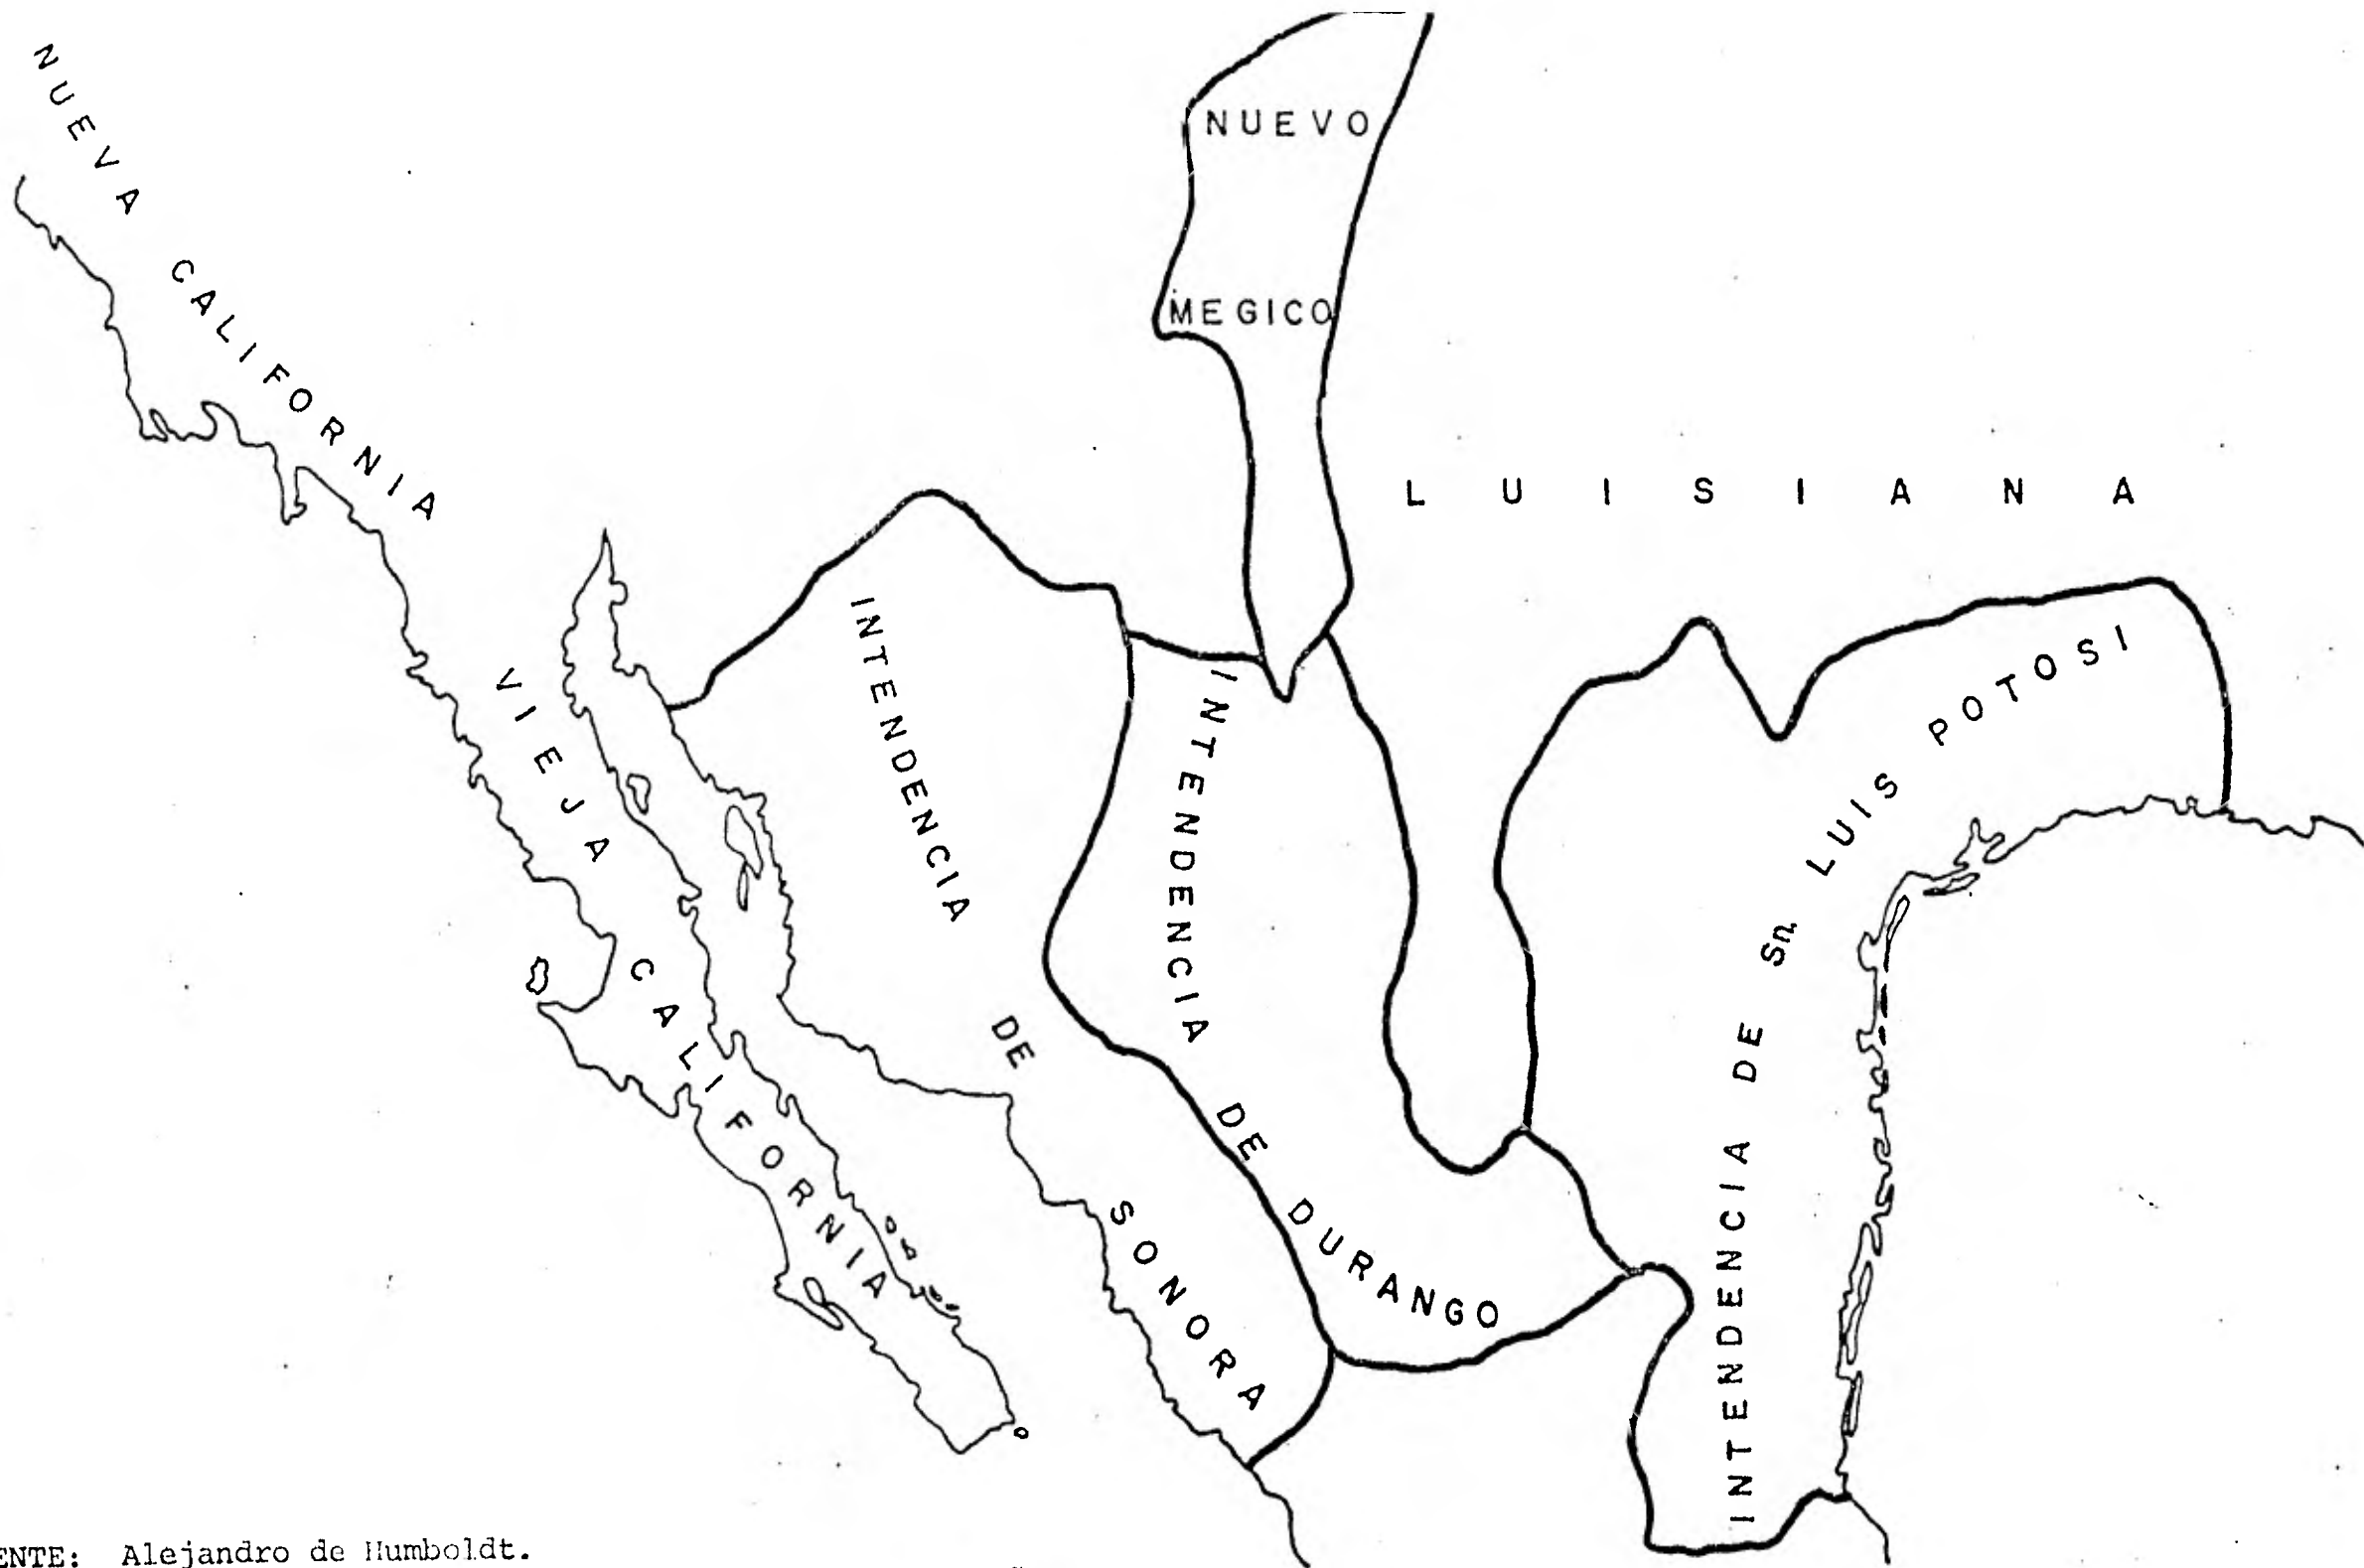 NUEVA CALIFORNIA
NUEVO
MEGICO
LUISIANA
VIEJA CALIFORNIA
INTENDENCIA DE SONORA
INTENDENCIA DE DURANGO
INTENDENCIA DE Sn. LUIS POTOSI
ENTE: Alejandro de Humboldt.